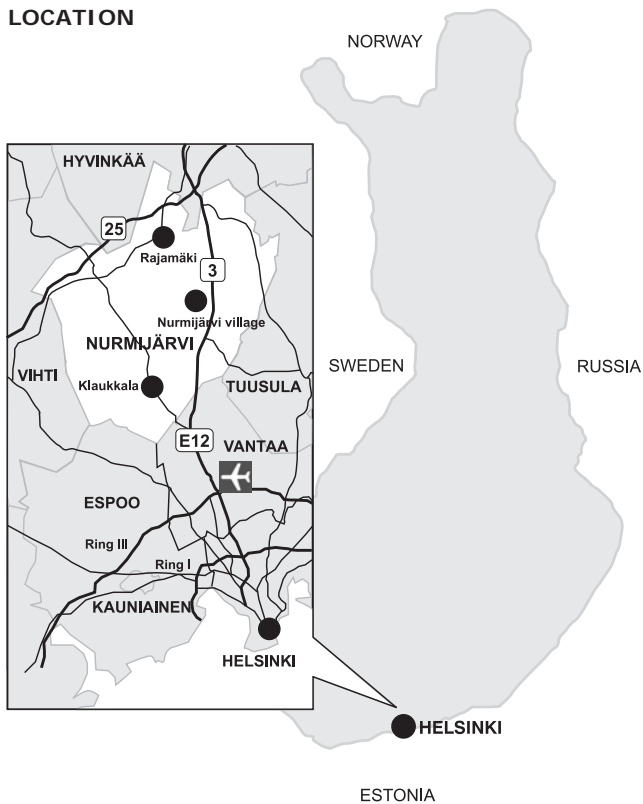 LOCATION
NORWAY
HYVINKÄÄ
25
Rajamäki
3
Nurmijärvi village
NURMIJÄRVI
SWEDEN
RUSSIA
VIHTI
Klaukkala
TUUSULA
E12
VANTAA
ESPOO
Ring III
Ring I
KAUNIAINEN
HELSINKI
HELSINKI
ESTONIA